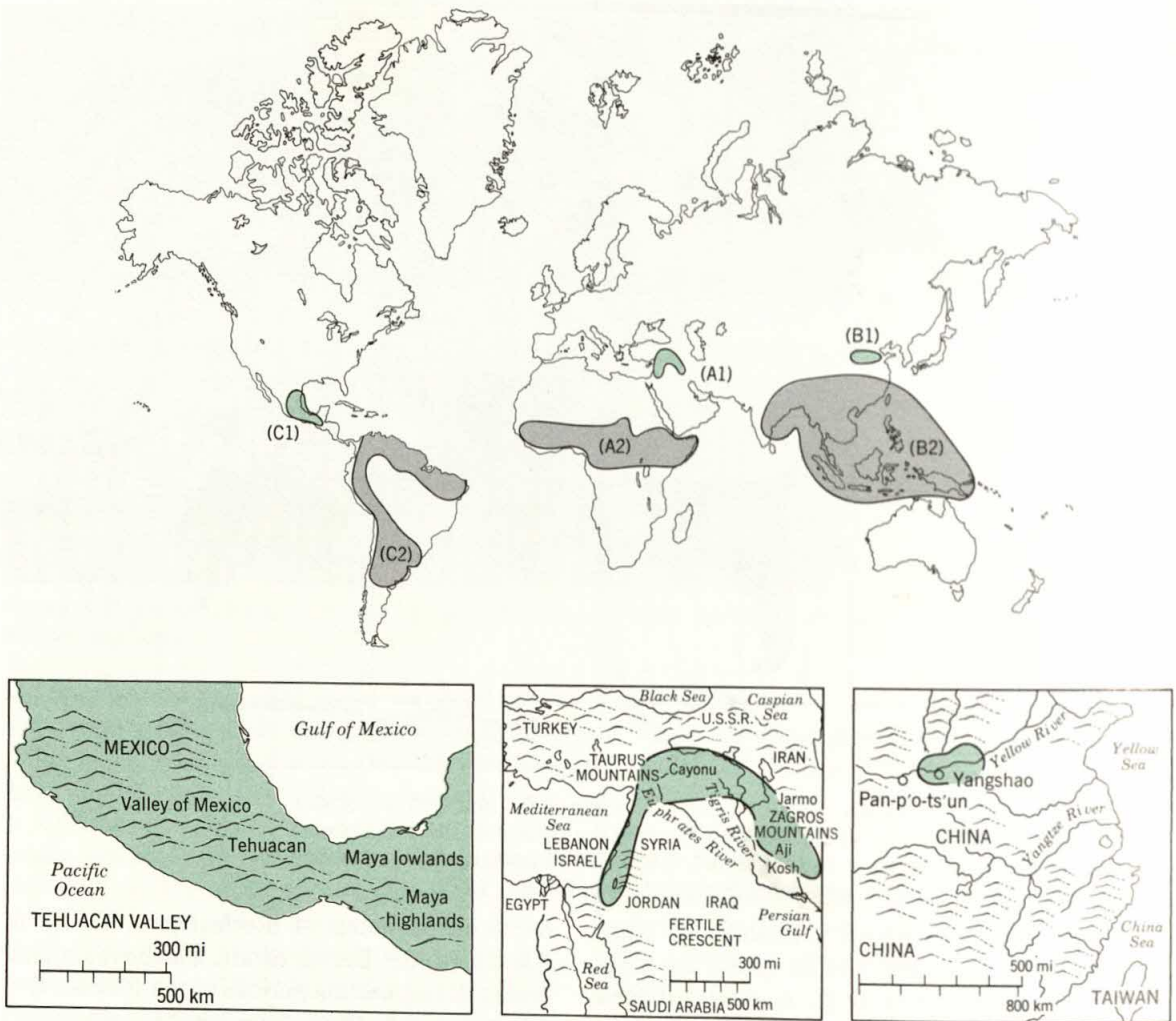 (B1)
(A1)
(C1)
(A2)
(B2)
(C2)
MEXICO
Gulf of Mexico
Valley of Mexico
Tehuacan
Maya lowlands
Pacific
Ocean
Maya
highlands
TEHUACAN VALLEY
300 mi
500 km
Black Sea
Caspian
Sea
TURKEY
U.S.S.R.
TAURUS
MOUNTAINS
IRAN
Cayonu
Mediterranean
Sea
Euphrates River
Tigris River
Jarmo
ZAGROS
MOUNTAINS
LEBANON
ISRAEL
SYRIA
Aji
Kosh
EGYPT
JORDAN
IRAQ
Persian
Gulf
FERTILE
CRESCENT
Red
Sea
300 mi
SAUDI ARABIA 500 km
Yellow River
Yellow
Sea
Yangshao
Pan-p'o-ts'un
CHINA
Yangtze River
China
Sea
CHINA
500 mi
800 km
TAIWAN